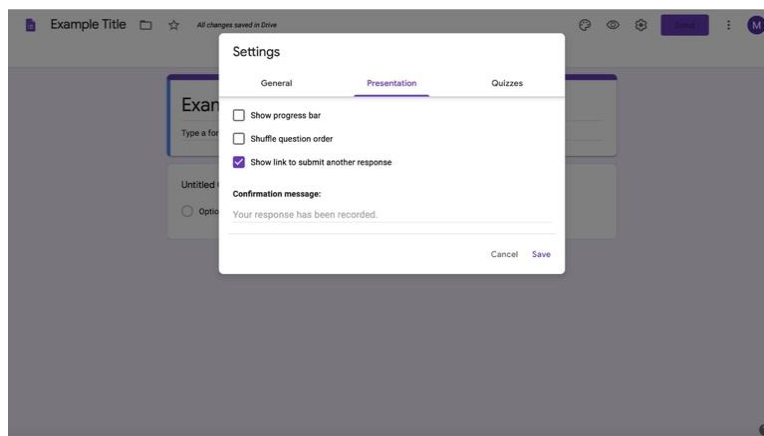 Example Title
All changes saved in Drive
Send
M
Settings
General
Presentation
Quizzes
Exan
Type a for
Show progress bar
Shuffle question order
Show link to submit another response
Untitled
Optio
Confirmation message:
Your response has been recorded.
Cancel
Save